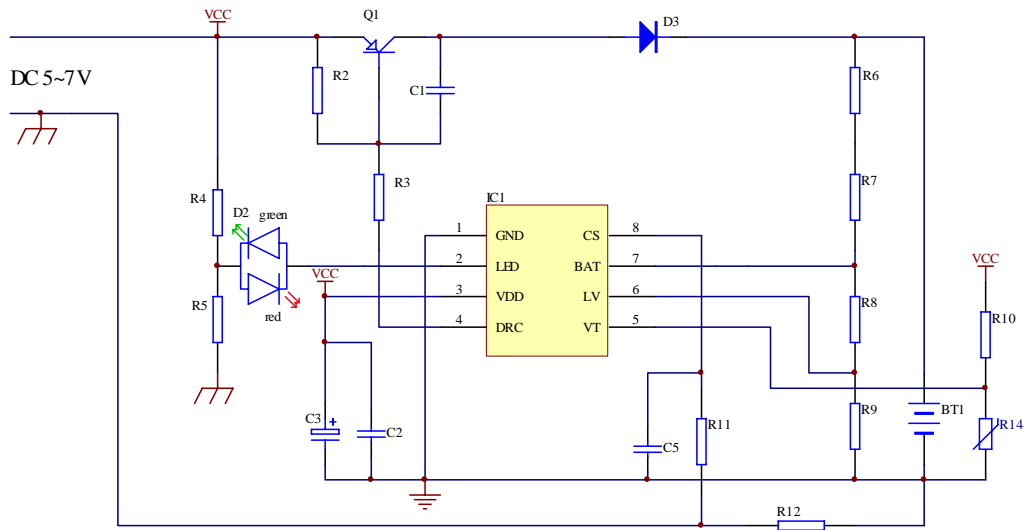 VCC
Q1
D3
DC 5~7V
R2
C1
R6
R3
R7
R4
IC1
D2
green
1
GND
CS
8
VCC
2
LED
BAT
7
VCC
R5
3
VDD
LV
6
R8
red
4
DRC
VT
5
R10
C3
+
C2
C5
R11
R9
BT1
R14
R12